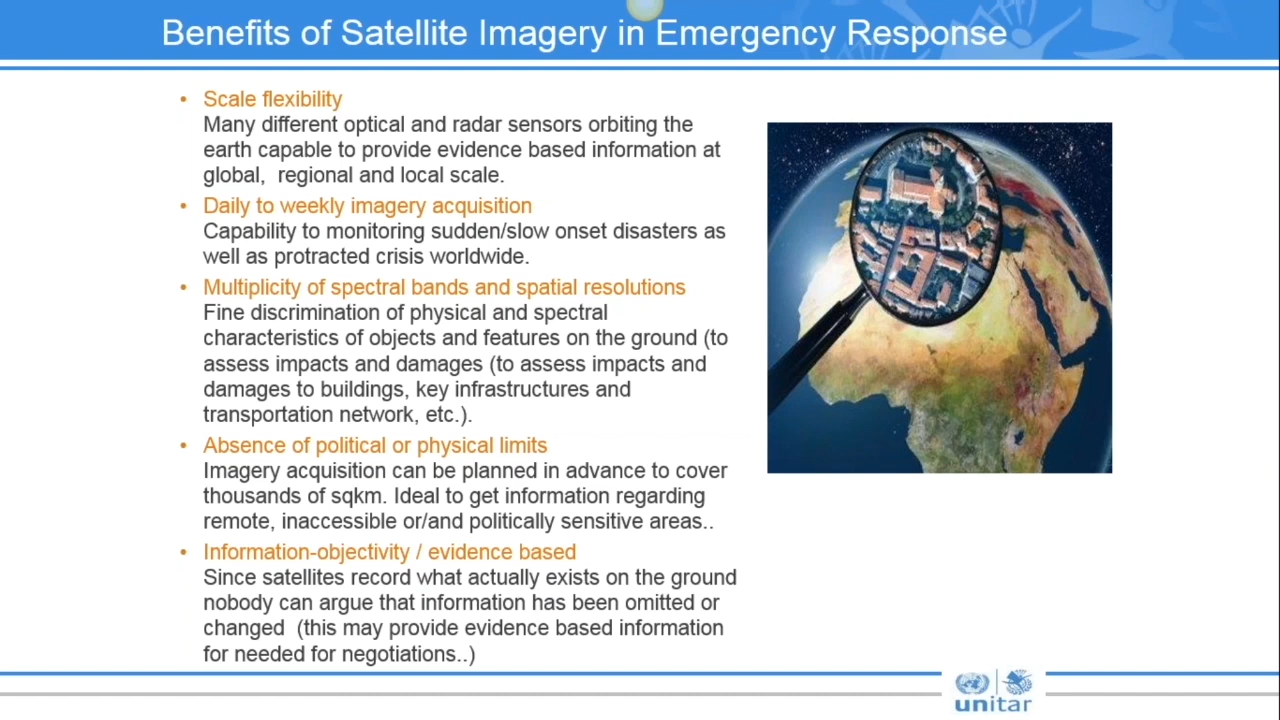 Benefits of Satellite Imagery in Emergency Response
• Scale flexibility
Many different optical and radar sensors orbiting the
earth capable to provide evidence based information at
global, regional and local scale.
• Daily to weekly imagery acquisition
Capability to monitoring sudden/slow onset disasters as
well as protracted crisis worldwide.
• Multiplicity of spectral bands and spatial resolutions
Fine discrimination of physical and spectral
characteristics of objects and features on the ground (to
assess impacts and damages (to assess impacts and
damages to buildings, key infrastructures and
transportation network, etc.).
• Absence of political or physical limits
Imagery acquisition can be planned in advance to cover
thousands of sqkm. Ideal to get information regarding
remote, inaccessible or/and politically sensitive areas..
• Information-objectivity / evidence based
Since satellites record what actually exists on the ground
nobody can argue that information has been omitted or
changed (this may provide evidence based information
for needed for negotiations..)
unitar